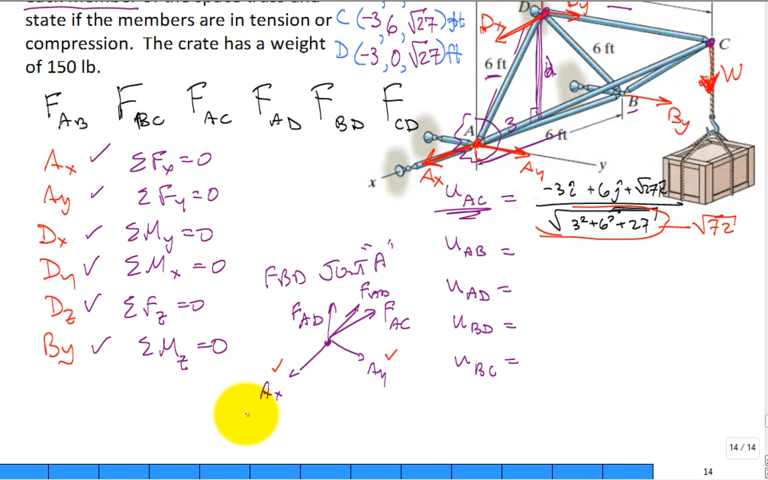 state if the members are in tension or
compression. The crate has a weight
of 150 lb.
C (-3, 6, √27) ft
D (-3, 0, √27) ft
F_AB F_BC F_AC F_AD F_BD F_CD
Ax ✓ ΣFx=0
Ay ✓ ΣFy=0
Dx ✓ ΣMy=0
Dy ✓ ΣMx=0
Dz ✓ ΣFz=0
By ✓ ΣMz=0
FBD Joint "A"
F_AD
F_AD
F_AC
Ax ✓
Ay ✓
D
Dx
Dy
6 ft
6 ft
d
C
W
B
By
3
6 ft
A
Ax
Ay
x
y
u_AC = -3i + 6j + √27k / √3²+6²+27 √72
u_AB =
u_AD =
u_BD =
u_BC =
14 / 14
14